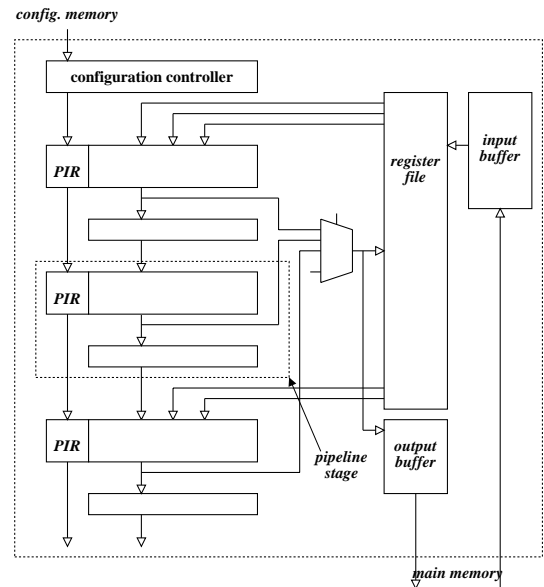 config. memory
configuration controller
PIR
register
file
input
buffer
PIR
PIR
pipeline
stage
output
buffer
main memory